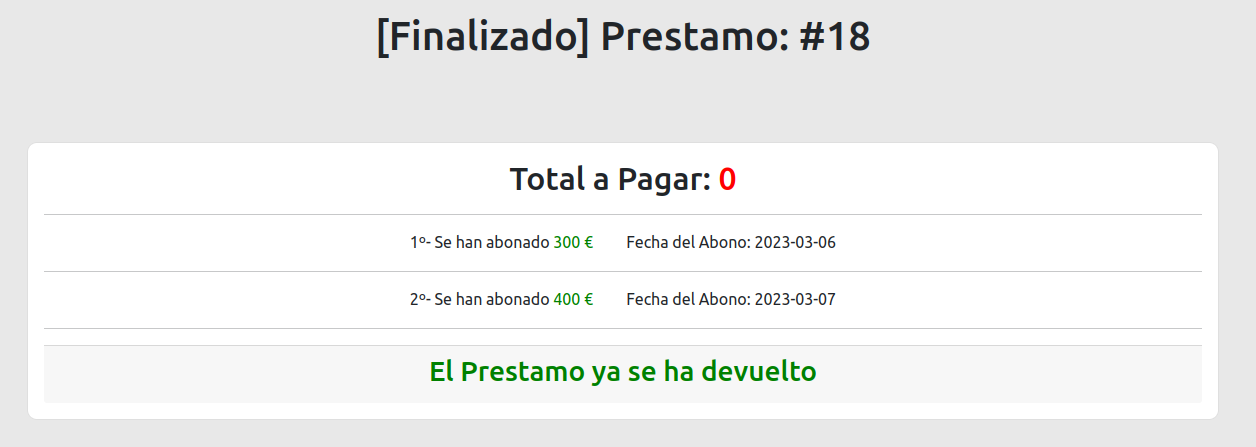 [Finalizado] Prestamo: #18
Total a Pagar: 0
1º- Se han abonado 300 € Fecha del Abono: 2023-03-06
2º- Se han abonado 400 € Fecha del Abono: 2023-03-07
El Prestamo ya se ha devuelto